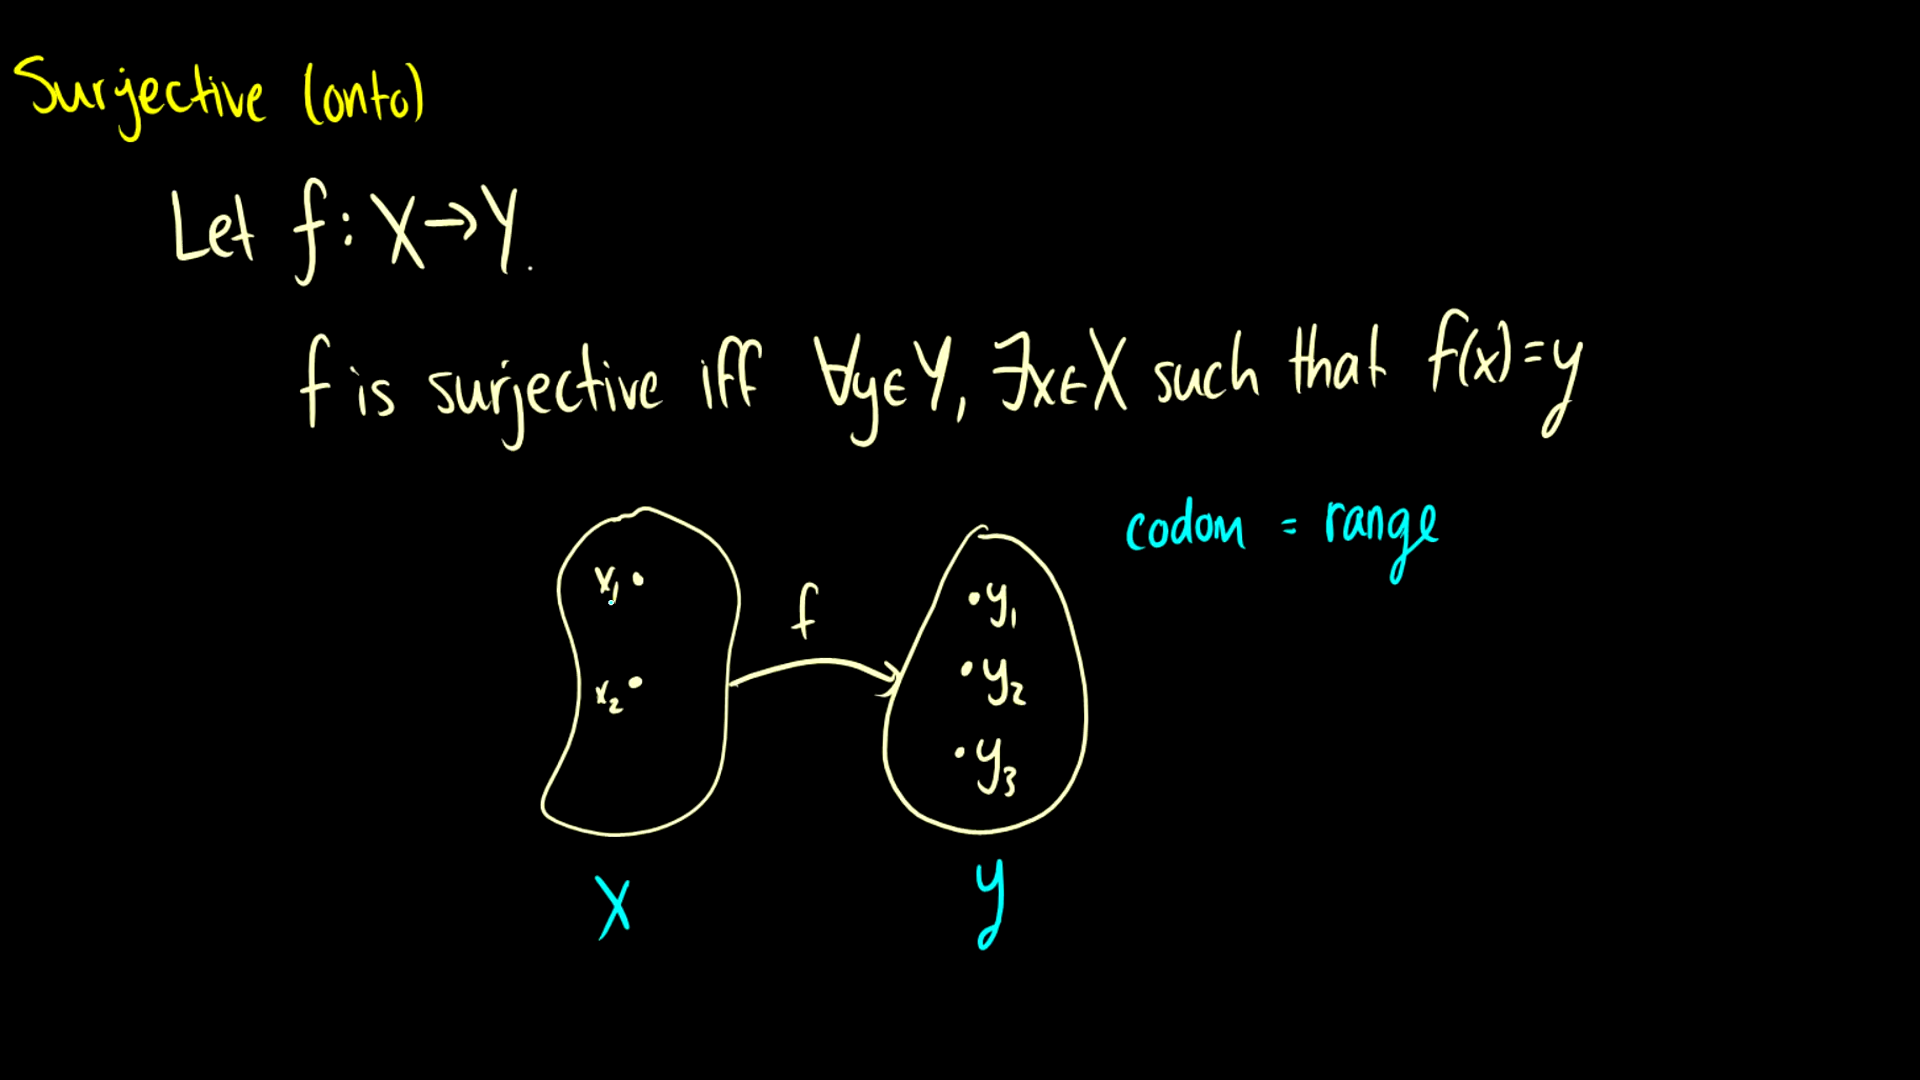 Surjective (onto)
Let f: X→Y.
f is surjective iff ∀y∈Y, ∃x∈X such that f(x)=y
codom = range
x₁
f
y₁
x₂
y₂
y₃
X
y